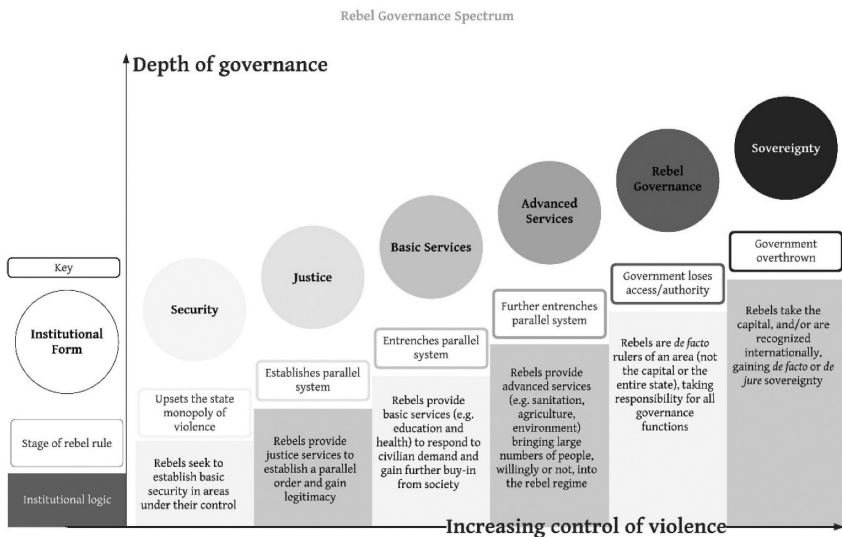 Rebel Governance Spectrum
Depth of governance
Key
Institutional
Form
Stage of rebel rule
Institutional logic
Security
Upsets the state
monopoly of
violence
Rebels seek to
establish basic
security in areas
under their control
Justice
Establishes parallel
system
Rebels provide
justice services to
establish a parallel
order and gain
legitimacy
Basic Services
Entrenches parallel
system
Rebels provide
basic services (e.g.
education and
health) to respond to
civilian demand and
gain further buy-in
from society
Advanced
Services
Further entrenches
parallel system
Rebels provide
advanced services
(e.g. sanitation,
agriculture,
environment)
bringing large
numbers of people,
willingly or not, into
the rebel regime
Rebel
Governance
Government loses
access/authority
Rebels are de facto
rulers of an area (not
the capital or the
entire state), taking
responsibility for all
governance
functions
Sovereignty
Government
overthrown
Rebels take the
capital, and/or are
recognized
internationally,
gaining de facto or de
jure sovereignty
Increasing control of violence